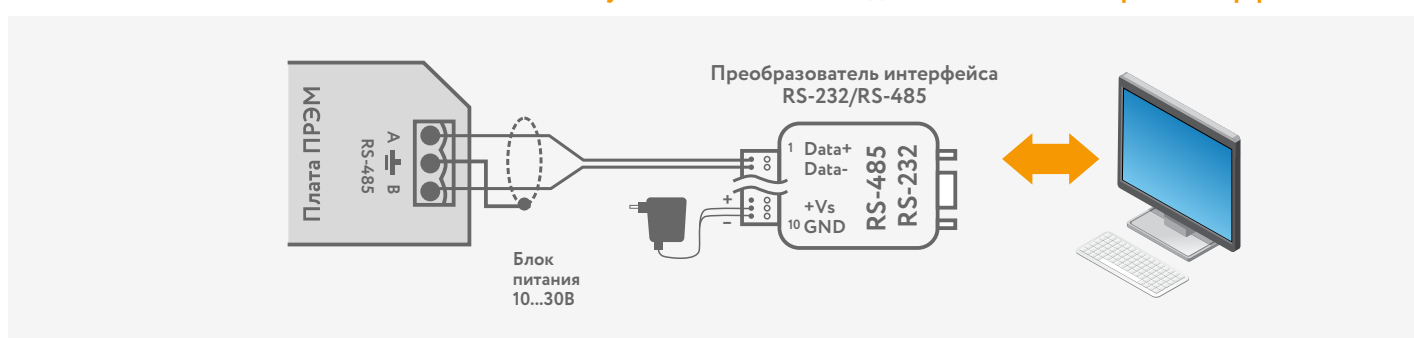 Плата ПРЭМ
RS-485
A
B
Блок
питания
10...30В
Преобразователь интерфейса
RS-232/RS-485
1 Data+
Data-
+
+Vs
–
10 GND
RS-485
RS-232